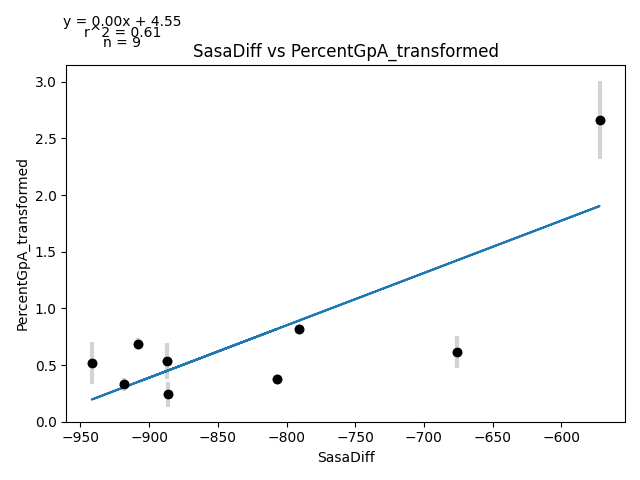 y = 0.00x + 4.55
r^2 = 0.61
n = 9
SasaDiff vs PercentGpA_transformed
PercentGpA_transformed
3.0
2.5
2.0
1.5
1.0
0.5
0.0
−950 −900 −850 −800 −750 −700 −650 −600
SasaDiff